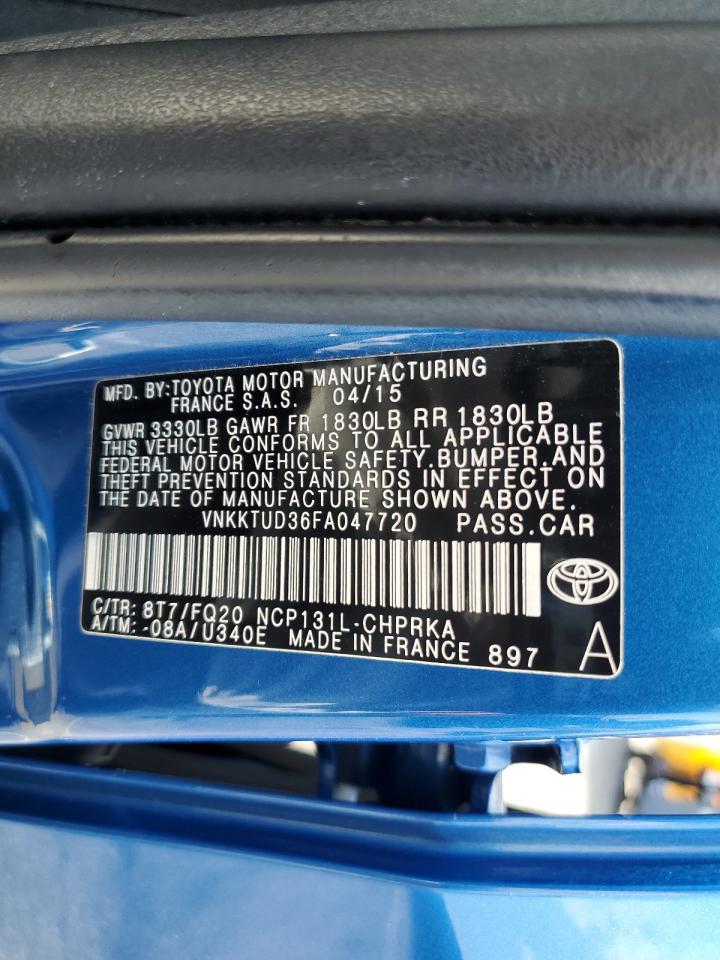 MFD. BY:TOYOTA MOTOR MANUFACTURING
FRANCE S.A.S. 04/15
GVWR 3330LB GAWR FR 1830LB RR 1830LB
THIS VEHICLE CONFORMS TO ALL APPLICABLE
FEDERAL MOTOR VEHICLE SAFETY,BUMPER,AND
THEFT PREVENTION STANDARDS IN EFFECT ON
THE DATE OF MANUFACTURE SHOWN ABOVE.
VNKKTUD36FA047720 PASS.CAR
C/TR: 8T7/FQ20 NCP131L-CHPRKA
A/TM: -08A/U340E MADE IN FRANCE 897 A